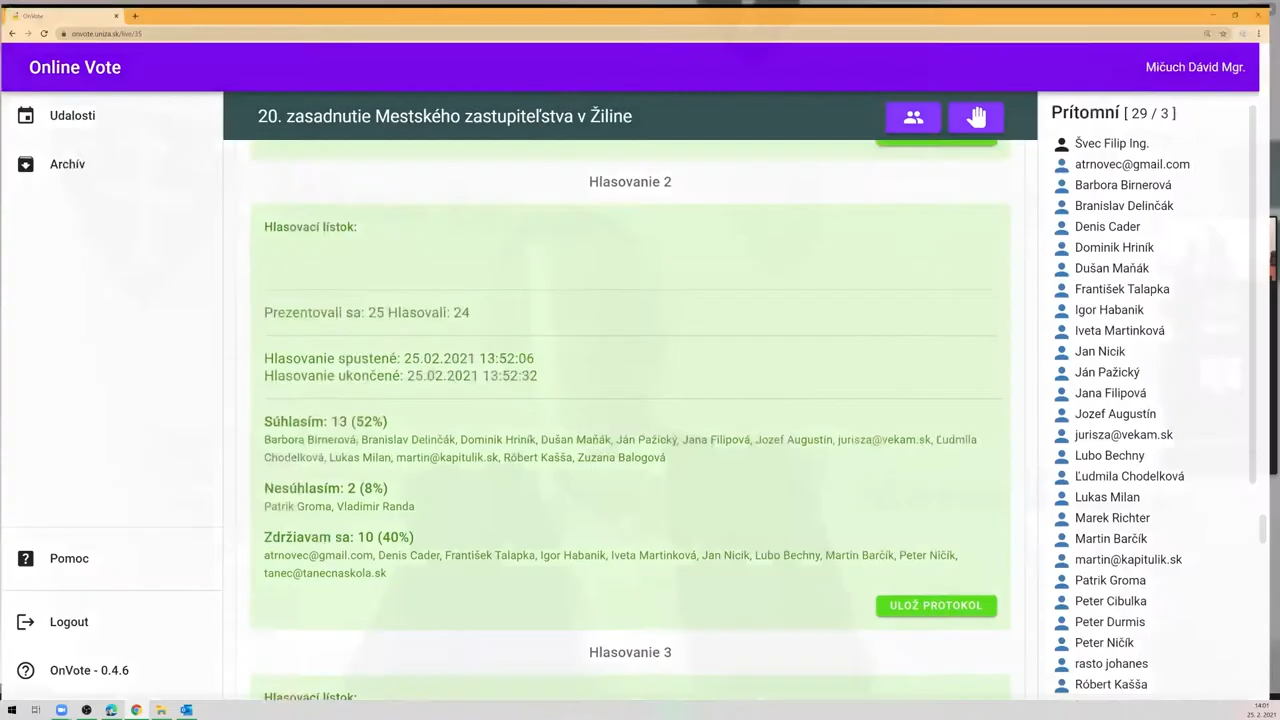 OnVote
onvote.uniza.sk/live/35
Online Vote
Mičuch Dávid Mgr.
Udalosti
Archív
Pomoc
Logout
OnVote - 0.4.6
20. zasadnutie Mestského zastupiteľstva v Žiline
Hlasovanie 2
Hlasovací lístok:
Prezentovali sa: 25 Hlasovali: 24
Hlasovanie spustené: 25.02.2021 13:52:06
Hlasovanie ukončené: 25.02.2021 13:52:32
Súhlasím: 13 (52%)
Barbora Birnerová, Branislav Delinčák, Dominik Hriník, Dušan Maňák, Ján Pažický, Jana Filipová, Jozef Augustín, jurisza@vekam.sk, Ľudmila
Chodelková, Lukas Milan, martin@kapitulik.sk, Róbert Kašša, Zuzana Balogová
Nesúhlasím: 2 (8%)
Patrik Groma, Vladimír Randa
Zdržiavam sa: 10 (40%)
atrnovec@gmail.com, Denis Cader, František Talapka, Igor Habanik, Iveta Martinková, Jan Nicik, Lubo Bechny, Martin Barčík, Peter Ničík,
tanec@tanecnaskola.sk
ULOŽ PROTOKOL
Hlasovanie 3
Hlasovací lístok:
Prítomní [ 29 / 3 ]
Švec Filip Ing.
atrnovec@gmail.com
Barbora Birnerová
Branislav Delinčák
Denis Cader
Dominik Hriník
Dušan Maňák
František Talapka
Igor Habanik
Iveta Martinková
Jan Nicik
Ján Pažický
Jana Filipová
Jozef Augustín
jurisza@vekam.sk
Lubo Bechny
Ľudmila Chodelková
Lukas Milan
Marek Richter
Martin Barčík
martin@kapitulik.sk
Patrik Groma
Peter Cibulka
Peter Durmis
Peter Ničík
rasto johanes
Róbert Kašša
14:01
25. 2. 2021